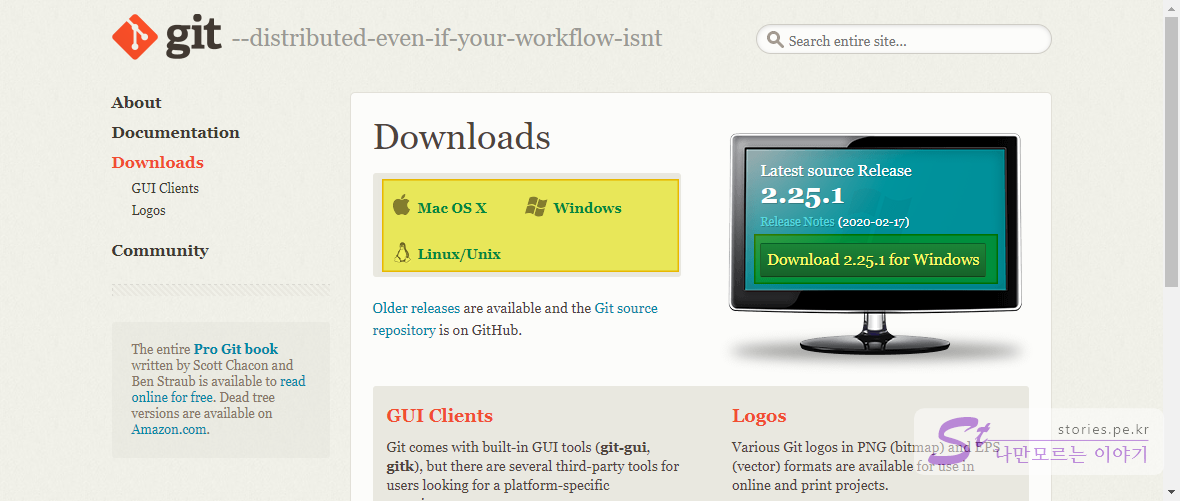 git --distributed-even-if-your-workflow-isnt
Search entire site...
About
Documentation
Downloads
GUI Clients
Logos
Community
The entire Pro Git book
written by Scott Chacon and
Ben Straub is available to read
online for free. Dead tree
versions are available on
Amazon.com.
Downloads
Mac OS X
Windows
Linux/Unix
Older releases are available and the Git source
repository is on GitHub.
Latest source Release
2.25.1
Release Notes (2020-02-17)
Download 2.25.1 for Windows
GUI Clients
Git comes with built-in GUI tools (git-gui,
gitk), but there are several third-party tools for
users looking for a platform-specific
Logos
Various Git logos in PNG (bitmap) and EPS
(vector) formats are available for use in
online and print projects.
St
stories.pe.kr
나만모르는 이야기